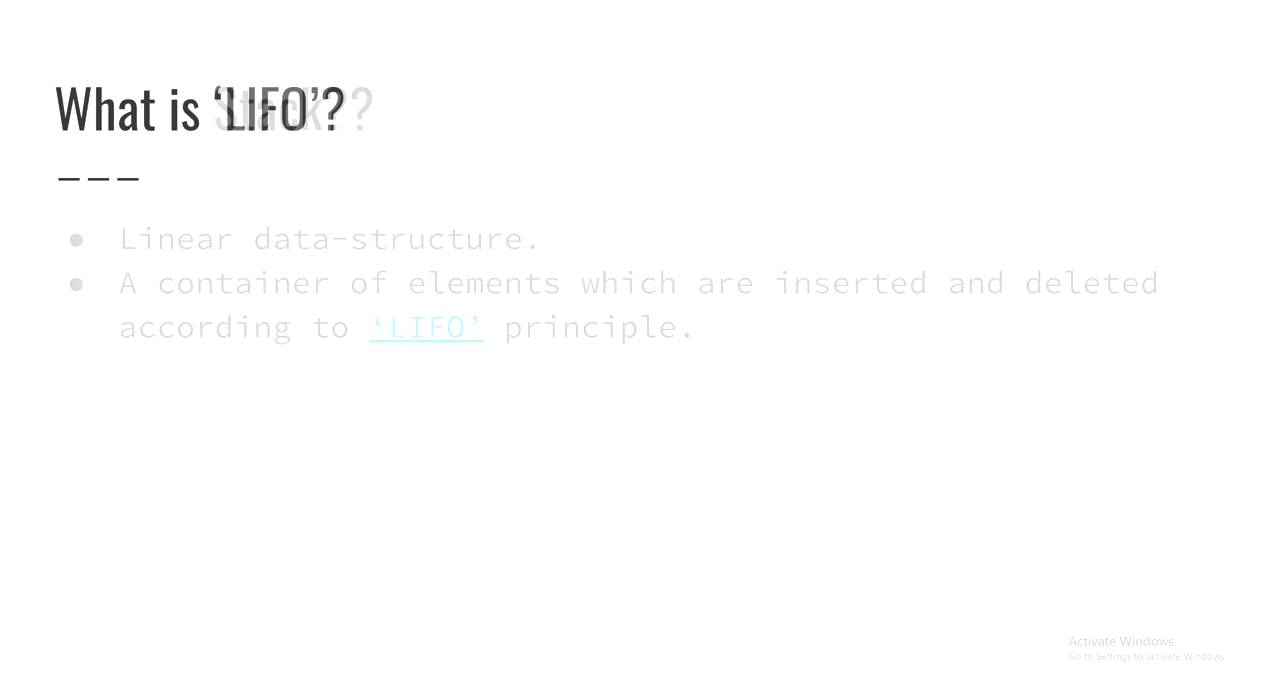 What is ‘LIFO’?
Stack??
● Linear data-structure.
● A container of elements which are inserted and deleted
according to ‘LIFO’ principle.
Activate Windows
Go to Settings to activate Windows.